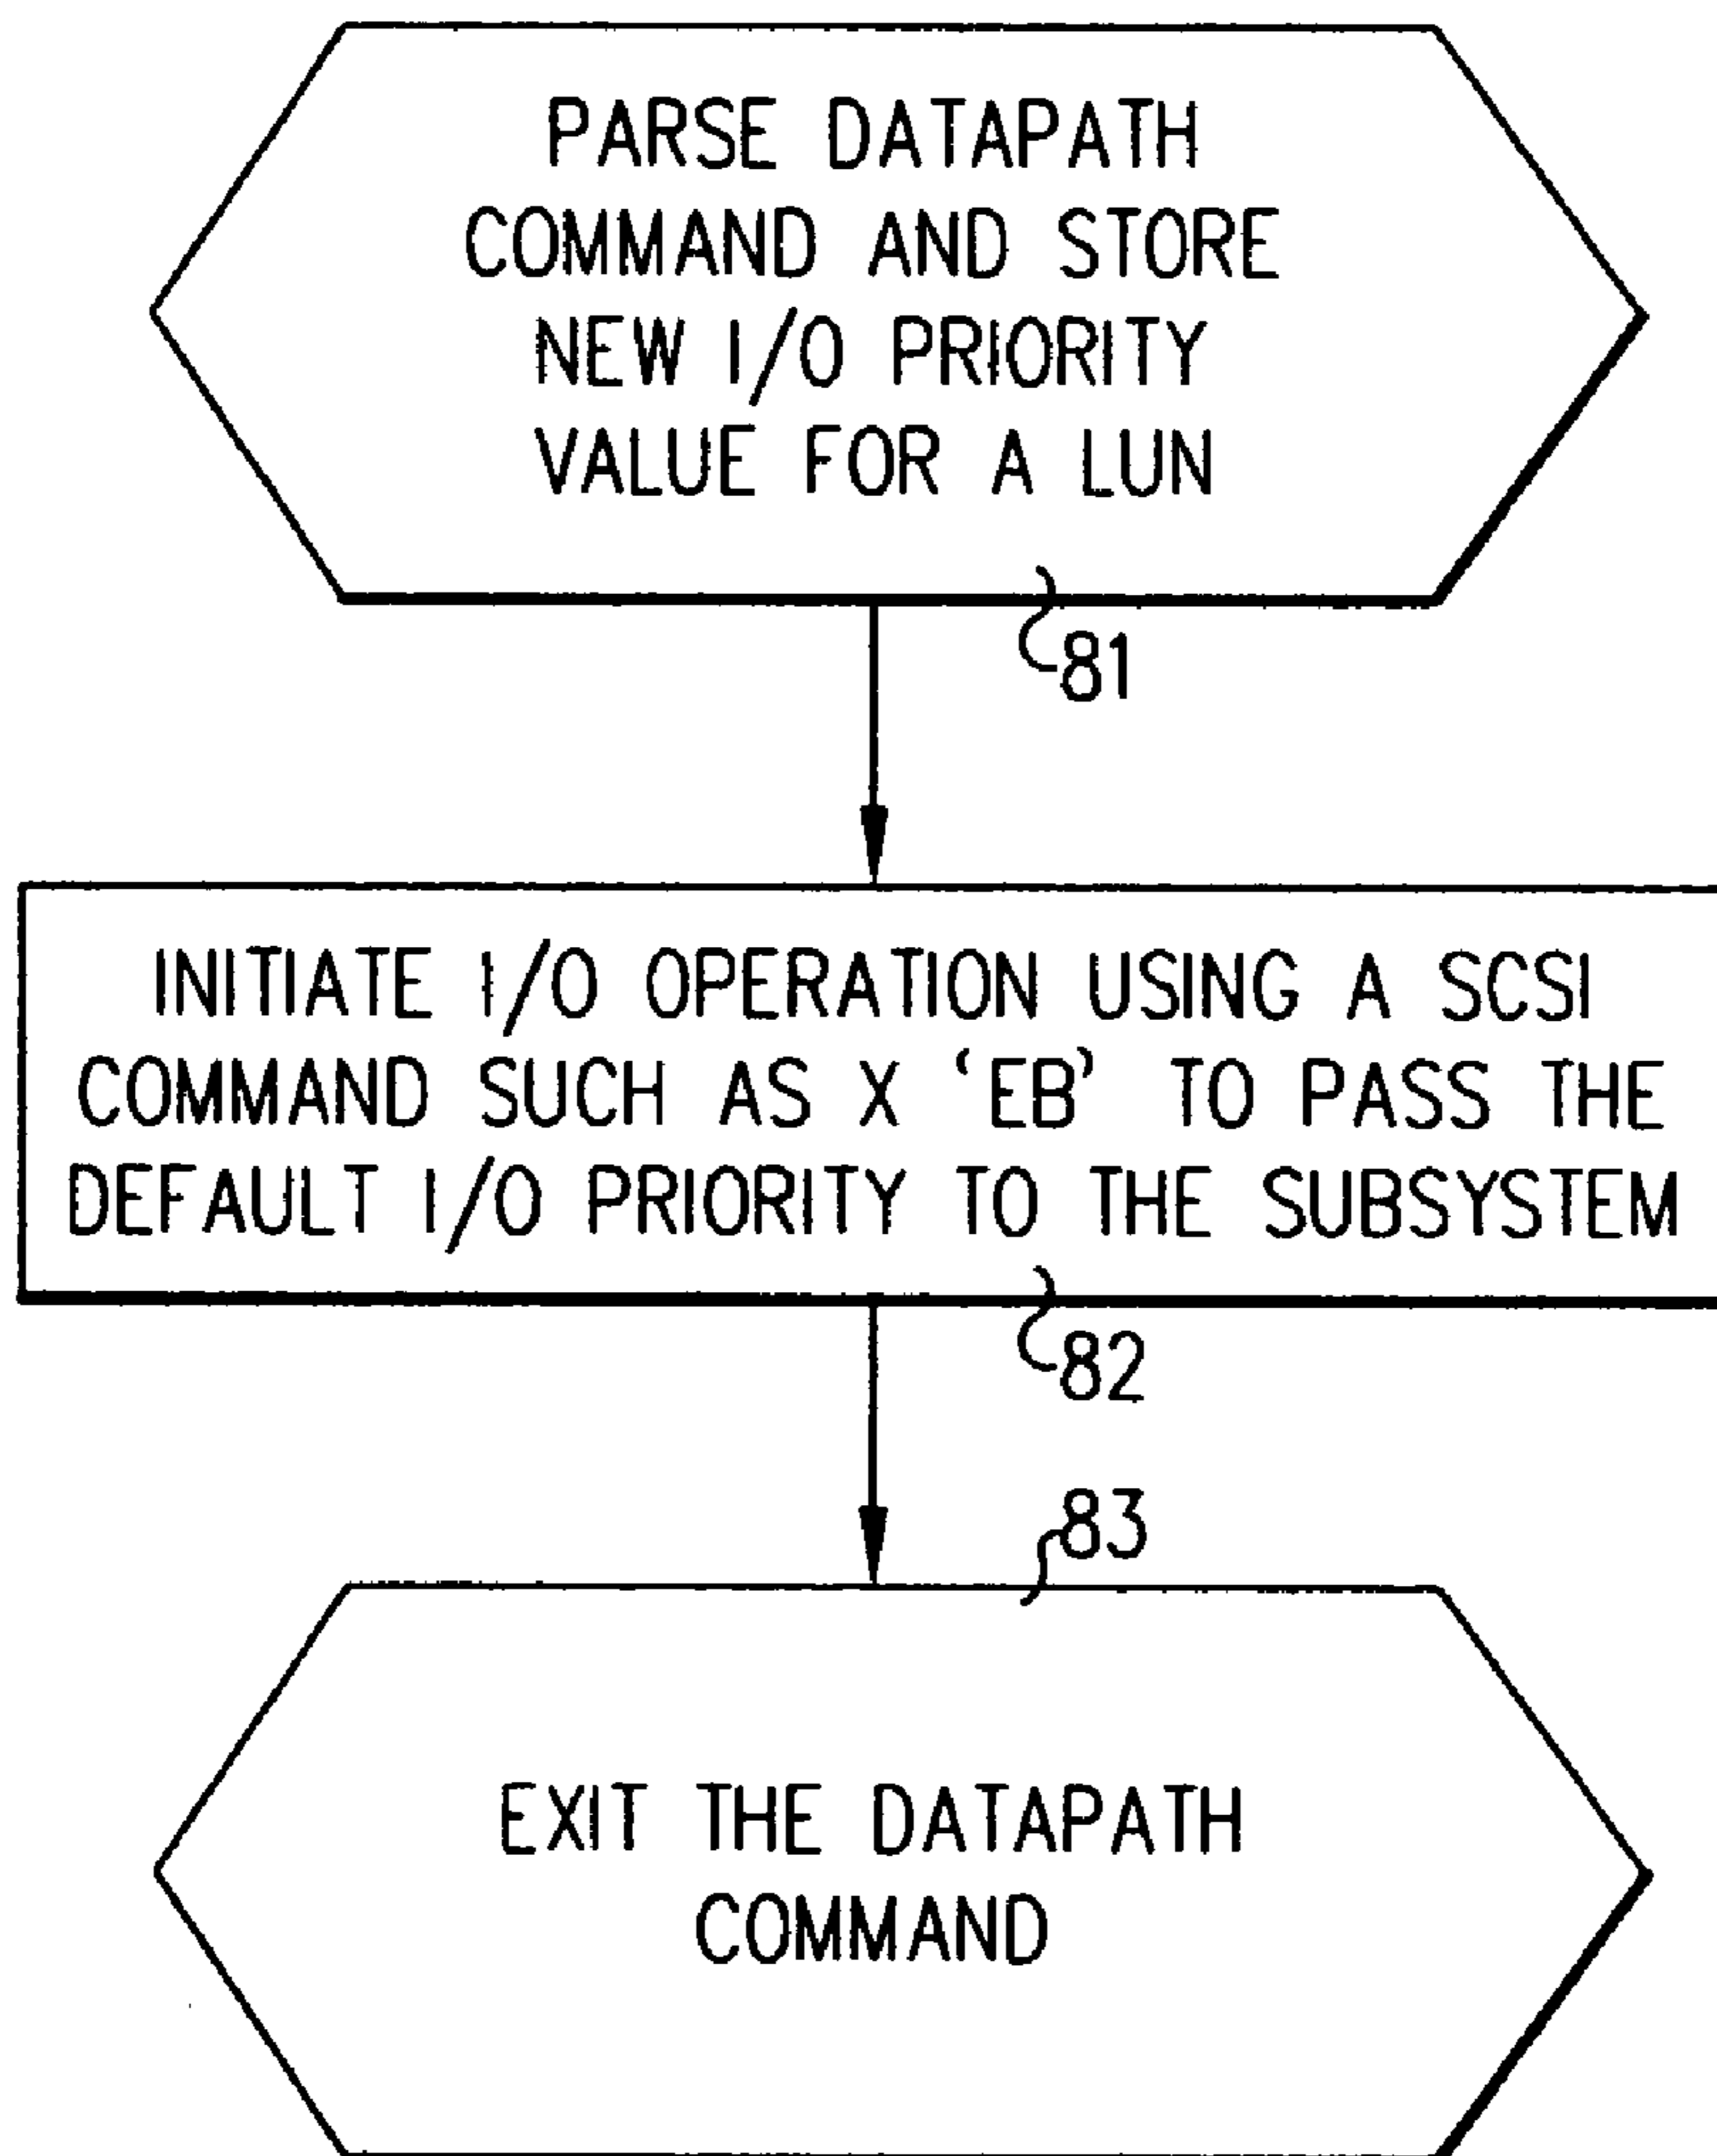 PARSE DATAPATH
COMMAND AND STORE
NEW I/O PRIORITY
VALUE FOR A LUN
81
INITIATE I/O OPERATION USING A SCSI
COMMAND SUCH AS X ‘EB’ TO PASS THE
DEFAULT I/O PRIORITY TO THE SUBSYSTEM
82
83
EXIT THE DATAPATH
COMMAND